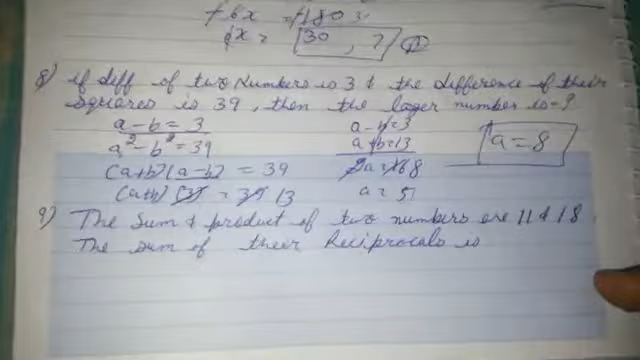 -6x = -180
x = 30, ?
8) if diff of two Numbers is 3 & the difference of their
Squares is 39, then the larger number is = ?
a-b = 3
a²-b² = 39
(a+b)(a-b) = 39
(a+b)(3) = 39 13
a-b=3
a+b=13
2a=16 8
a = 5
a = 8
9) The Sum & product of two numbers are 11 & 18.
The sum of their Reciprocals is